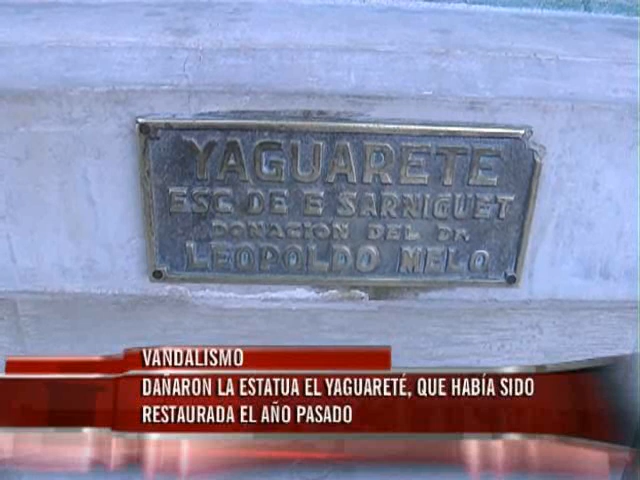 YAGUARETE
ESC DE E SARNIGUET
DONACION DEL DR
LEOPOLDO MELO
VANDALISMO
DAÑARON LA ESTATUA EL YAGUARETÉ, QUE HABÍA SIDO
RESTAURADA EL AÑO PASADO